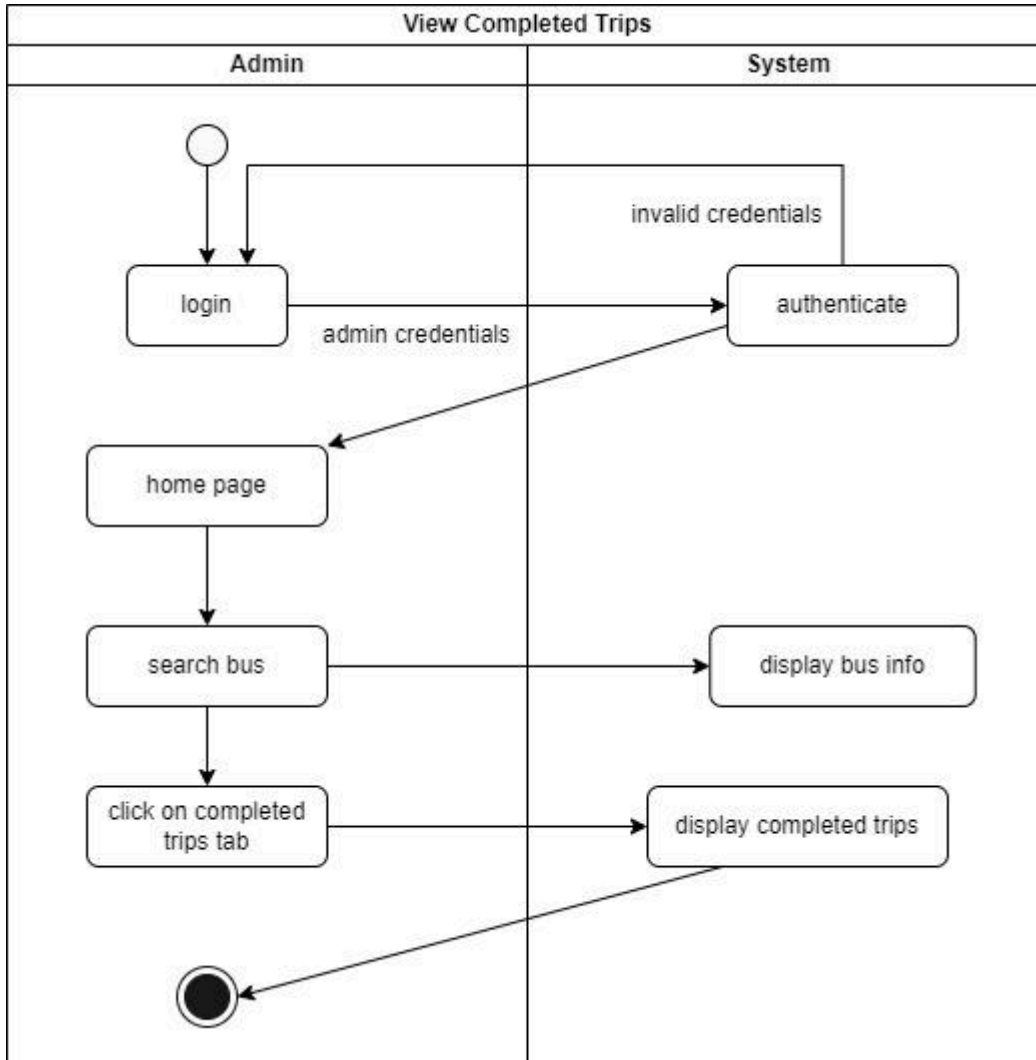 View Completed Trips
Admin
System
invalid credentials
login
authenticate
admin credentials
home page
search bus
display bus info
click on completed
trips tab
display completed trips